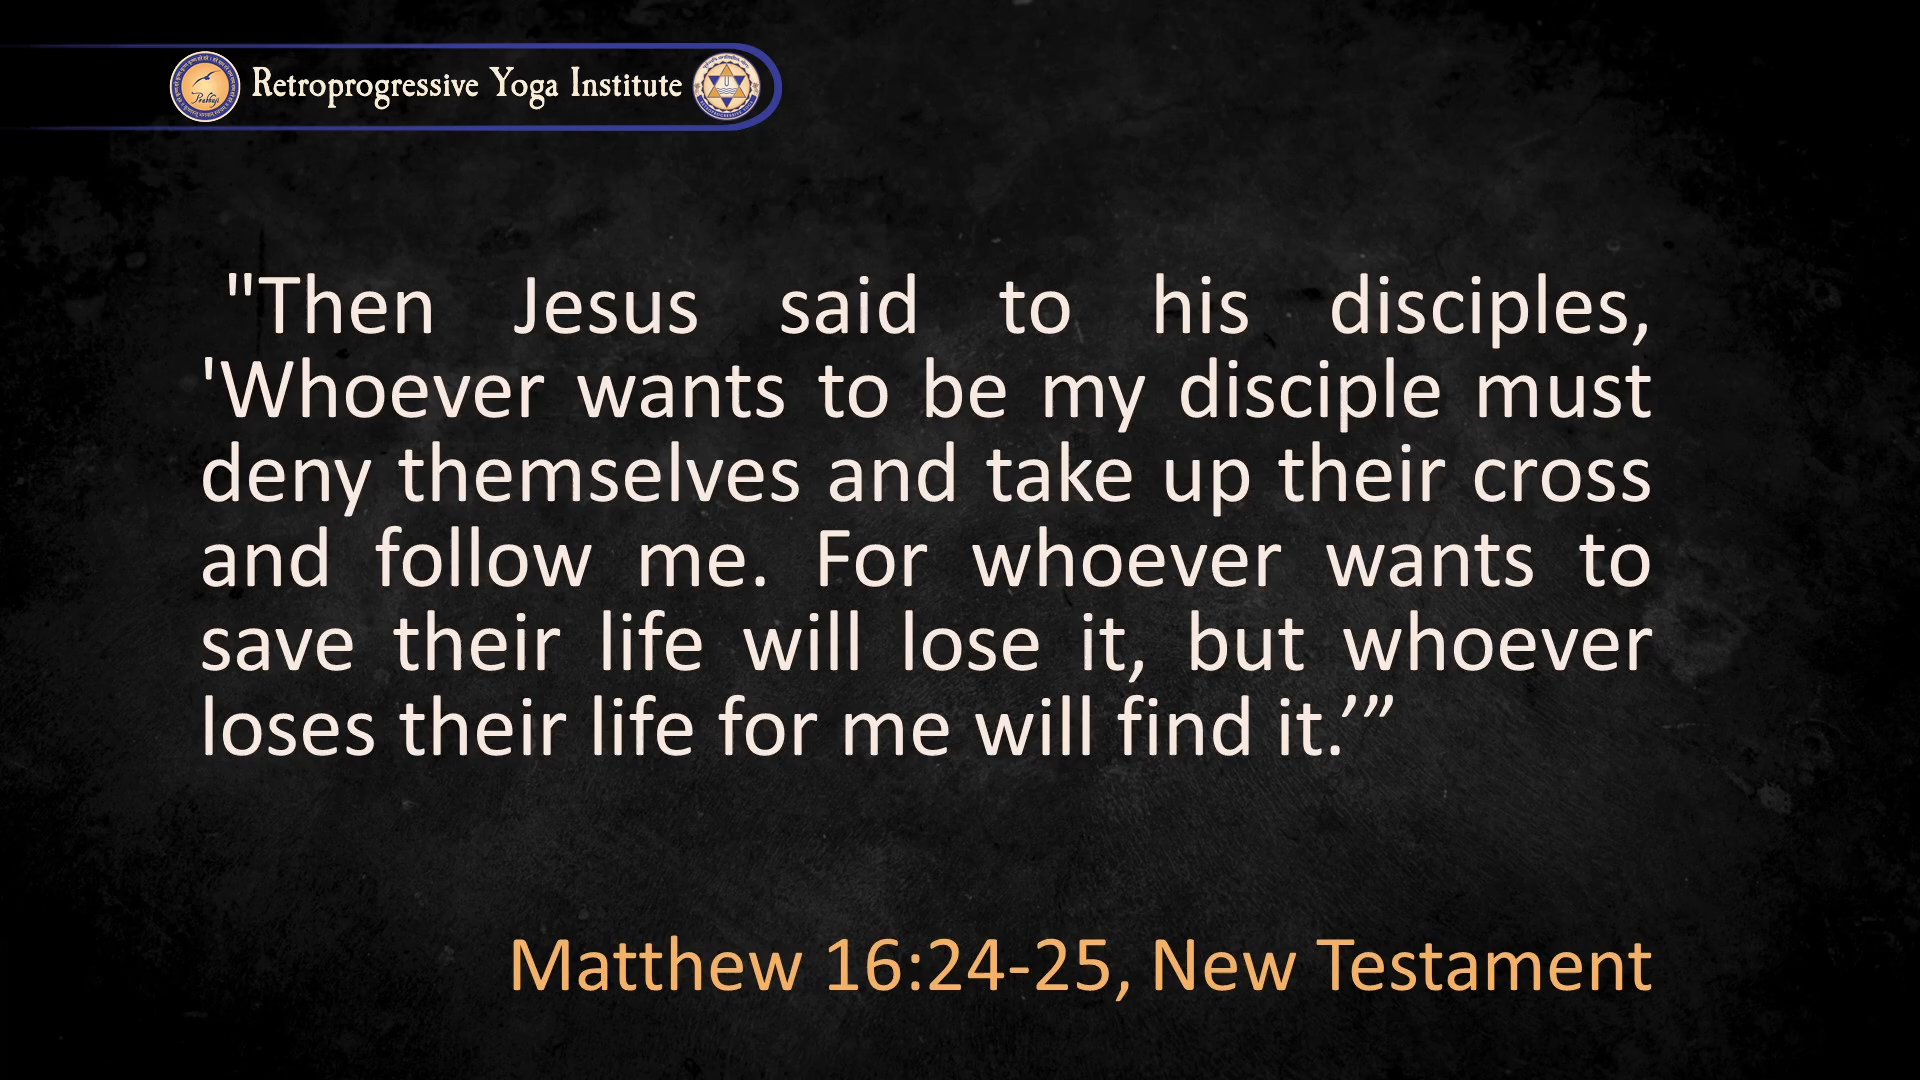 Prabhuji
Retroprogressive Yoga Institute
"Then Jesus said to his disciples,
'Whoever wants to be my disciple must
deny themselves and take up their cross
and follow me. For whoever wants to
save their life will lose it, but whoever
loses their life for me will find it.’”
Matthew 16:24-25, New Testament